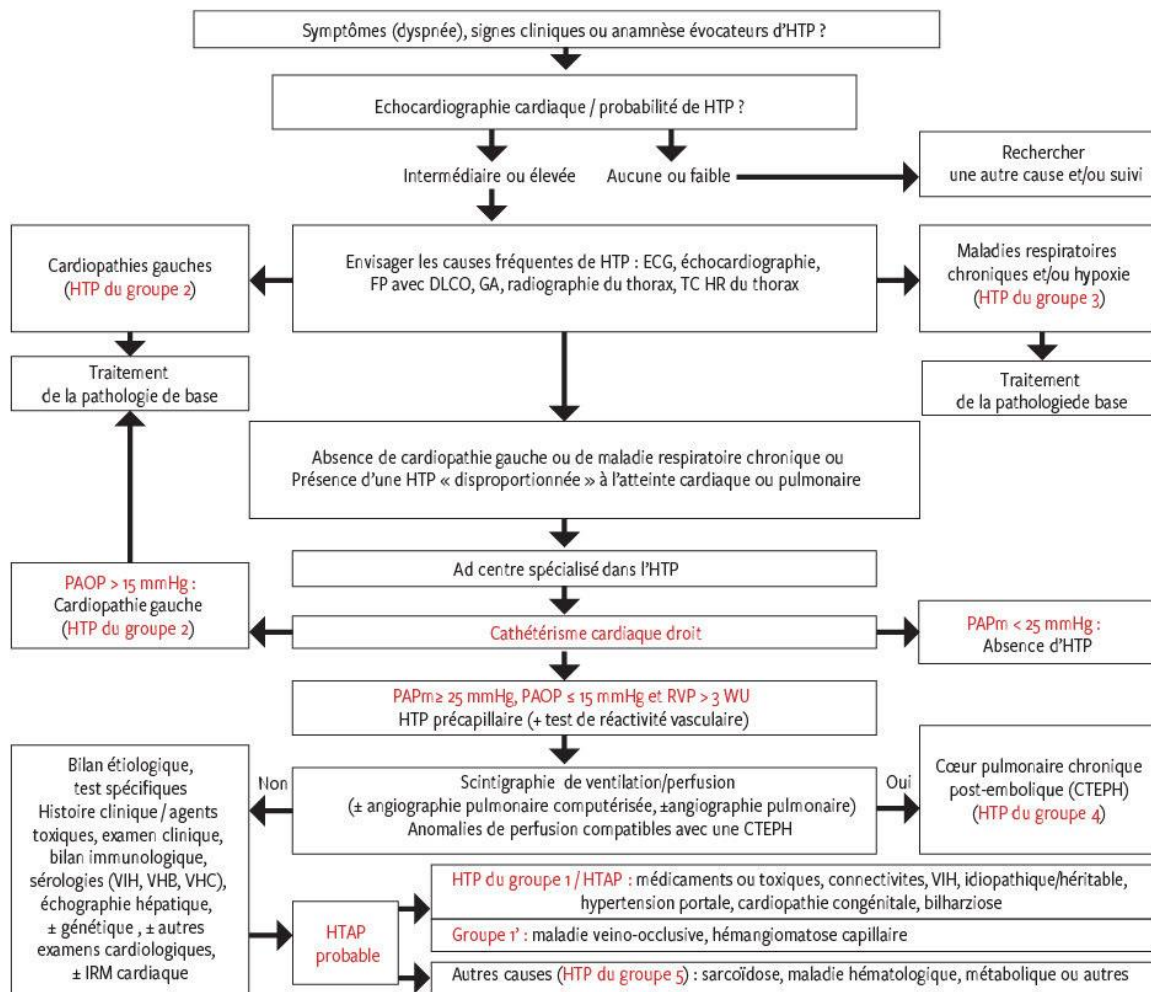 Symptômes (dyspnée), signes cliniques ou anamnèse évocateurs d'HTP ?
Echocardiographie cardiaque / probabilité de HTP ?
Intermédiaire ou élevée
Aucune ou faible
Rechercher
une autre cause et/ou suivi
Cardiopathies gauches
(HTP du groupe 2)
Envisager les causes fréquentes de HTP : ECG, échocardiographie,
FP avec DLCO, GA, radiographie du thorax, TC HR du thorax
Maladies respiratoires
chroniques et/ou hypoxie
(HTP du groupe 3)
Traitement
de la pathologie de base
Traitement
de la pathologiede base
Absence de cardiopathie gauche ou de maladie respiratoire chronique ou
Présence d'une HTP « disproportionnée » à l'atteinte cardiaque ou pulmonaire
Ad centre spécialisé dans l'HTP
PAOP > 15 mmHg :
Cardiopathie gauche
(HTP du groupe 2)
Cathétérisme cardiaque droit
PAPm < 25 mmHg :
Absence d'HTP
PAPm≥ 25 mmHg, PAOP ≤ 15 mmHg et RVP > 3 WU
HTP précapillaire (+ test de réactivité vasculaire)
Bilan étiologique,
test spécifiques
Histoire clinique / agents
toxiques, examen clinique,
bilan immunologique,
sérologies (VIH, VHB, VHC),
échographie hépatique,
± génétique , ± autres
examens cardiologiques,
± IRM cardiaque
Non
Scintigraphie de ventilation/perfusion
(± angiographie pulmonaire computérisée, ±angiographie pulmonaire)
Anomalies de perfusion compatibles avec une CTEPH
Oui
Cœur pulmonaire chronique
post-embolique (CTEPH)
(HTP du groupe 4)
HTAP
probable
HTP du groupe 1 / HTAP : médicaments ou toxiques, connectivites, VIH, idiopathique/héritable,
hypertension portale, cardiopathie congénitale, bilharziose
Groupe 1' : maladie veino-occlusive, hémangiomatose capillaire
Autres causes (HTP du groupe 5) : sarcoïdose, maladie hématologique, métabolique ou autres